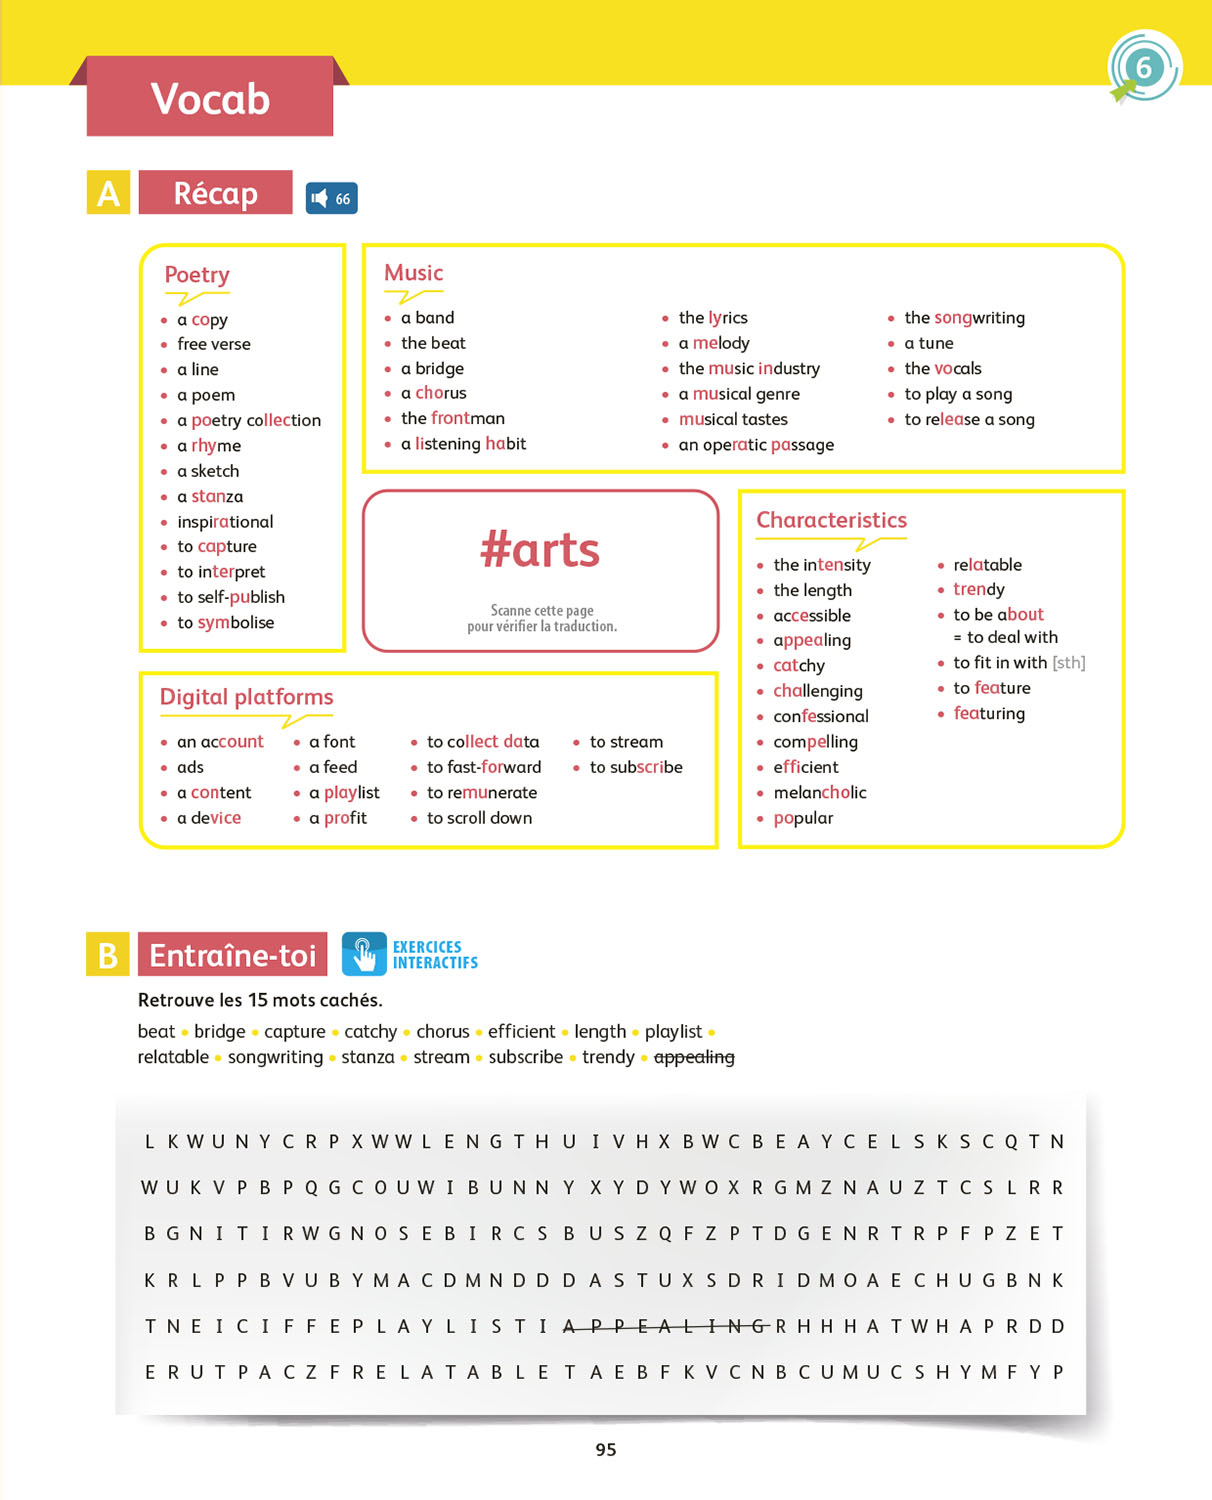 6
Vocab
A Récap 66
Poetry
• a copy
• free verse
• a line
• a poem
• a poetry collection
• a rhyme
• a sketch
• a stanza
• inspirational
• to capture
• to interpret
• to self-publish
• to symbolise
Music
• a band
• the beat
• a bridge
• a chorus
• the frontman
• a listening habit
• the lyrics
• a melody
• the music industry
• a musical genre
• musical tastes
• an operatic passage
• the songwriting
• a tune
• the vocals
• to play a song
• to release a song
#arts
Scanne cette page
pour vérifier la traduction.
Characteristics
• the intensity
• the length
• accessible
• appealing
• catchy
• challenging
• confessional
• compelling
• efficient
• melancholic
• popular
• relatable
• trendy
• to be about
= to deal with
• to fit in with [sth]
• to feature
• featuring
Digital platforms
• an account
• ads
• a content
• a device
• a font
• a feed
• a playlist
• a profit
• to collect data
• to fast-forward
• to remunerate
• to scroll down
• to stream
• to subscribe
B Entraîne-toi
EXERCICES
INTERACTIFS
Retrouve les 15 mots cachés.
beat • bridge • capture • catchy • chorus • efficient • length • playlist •
relatable • songwriting • stanza • stream • subscribe • trendy • appealing
L K W U N Y C R P X W W L E N G T H U I V H X B W C B E A Y C E L S K S C Q T N
W U K V P B P Q G C O U W I B U N N Y X Y D Y W O X R G M Z N A U Z T C S L R R
B G N I T I R W G N O S E B I R C S B U S Z Q F Z P T D G E N R T R P F P Z E T
K R L P P B V U B Y M A C D M N D D D A S T U X S D R I D M O A E C H U G B N K
T N E I C I F F E P L A Y L I S T I A P P E A L I N G R H H H A T W H A P R D D
E R U T P A C Z F R E L A T A B L E T A E B F K V C N B C U M U C S H Y M F Y P
95